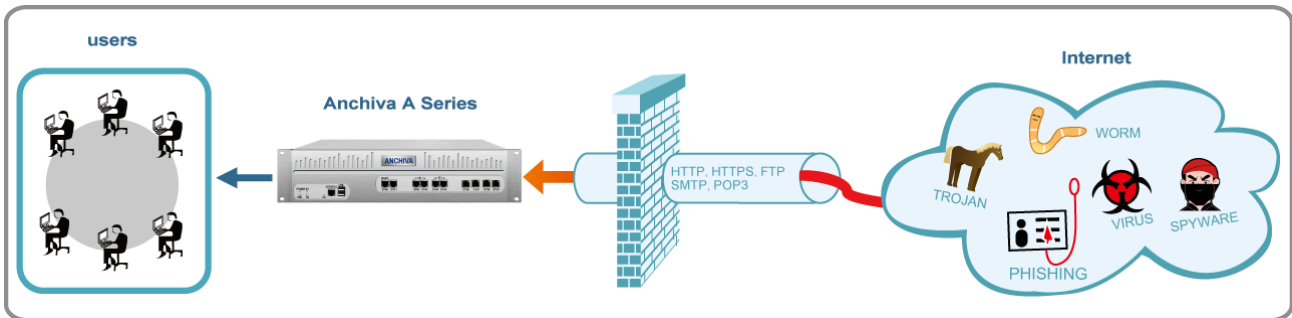 users
Anchiva A Series
ANCHIVA
HTTP, HTTPS, FTP
SMTP, POP3
Internet
WORM
TROJAN
VIRUS
SPYWARE
PHISHING